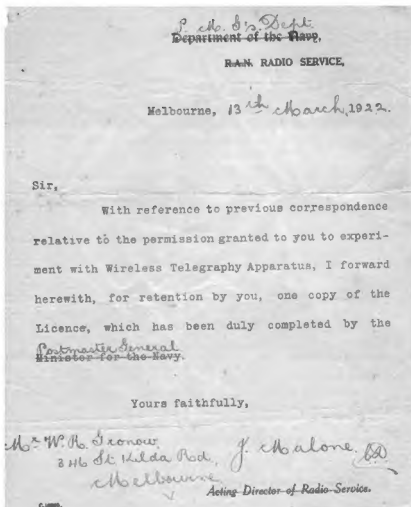 P. M. G's Dept.
Department of the Navy,
R.A.N. RADIO SERVICE,
Melbourne, 13th March, 1922.
Sir,
With reference to previous correspondence
relative to the permission granted to you to experi-
ment with Wireless Telegraphy Apparatus, I forward
herewith, for retention by you, one copy of the
Licence, which has been duly completed by the
Postmaster General
Minister for the Navy.
Yours faithfully,
Mr W. R. Gronow
346 St Kilda Rd,
Melbourne
J. Malone.
Acting Director of Radio Service.